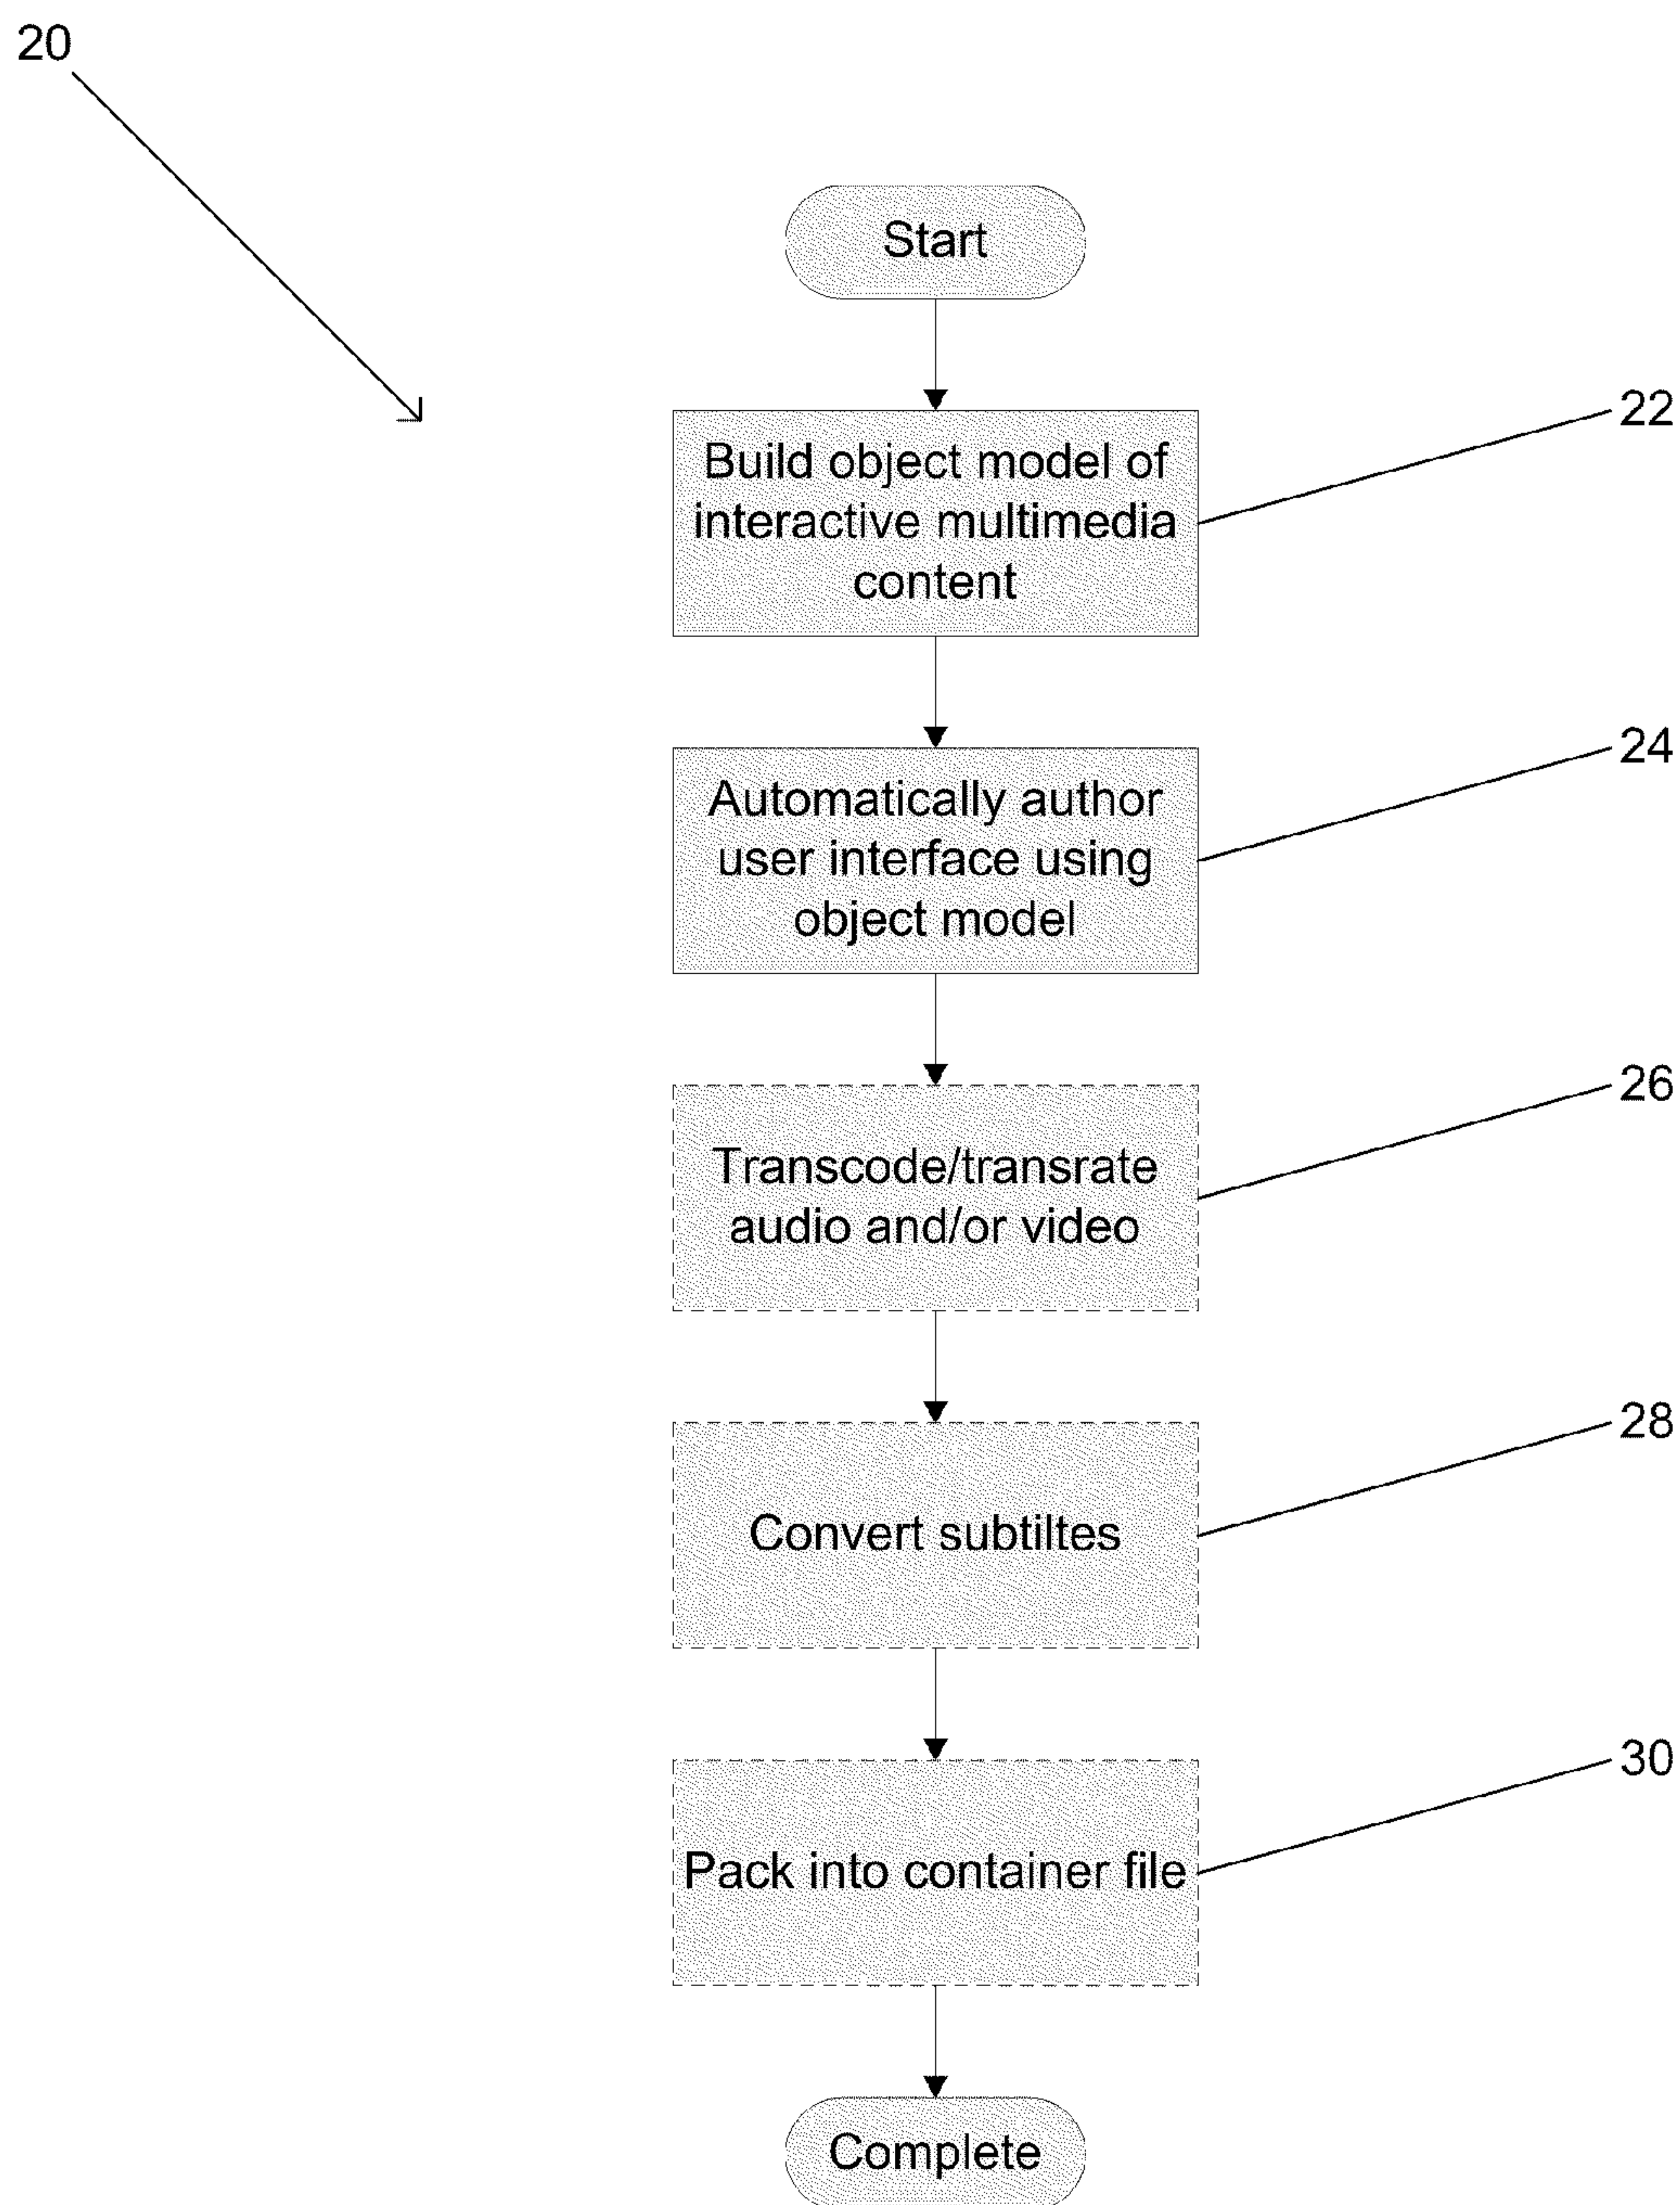 20
Start
Build object model of
interactive multimedia
content
22
Automatically author
user interface using
object model
24
Transcode/transrate
audio and/or video
26
Convert subtiltes
28
Pack into container file
30
Complete